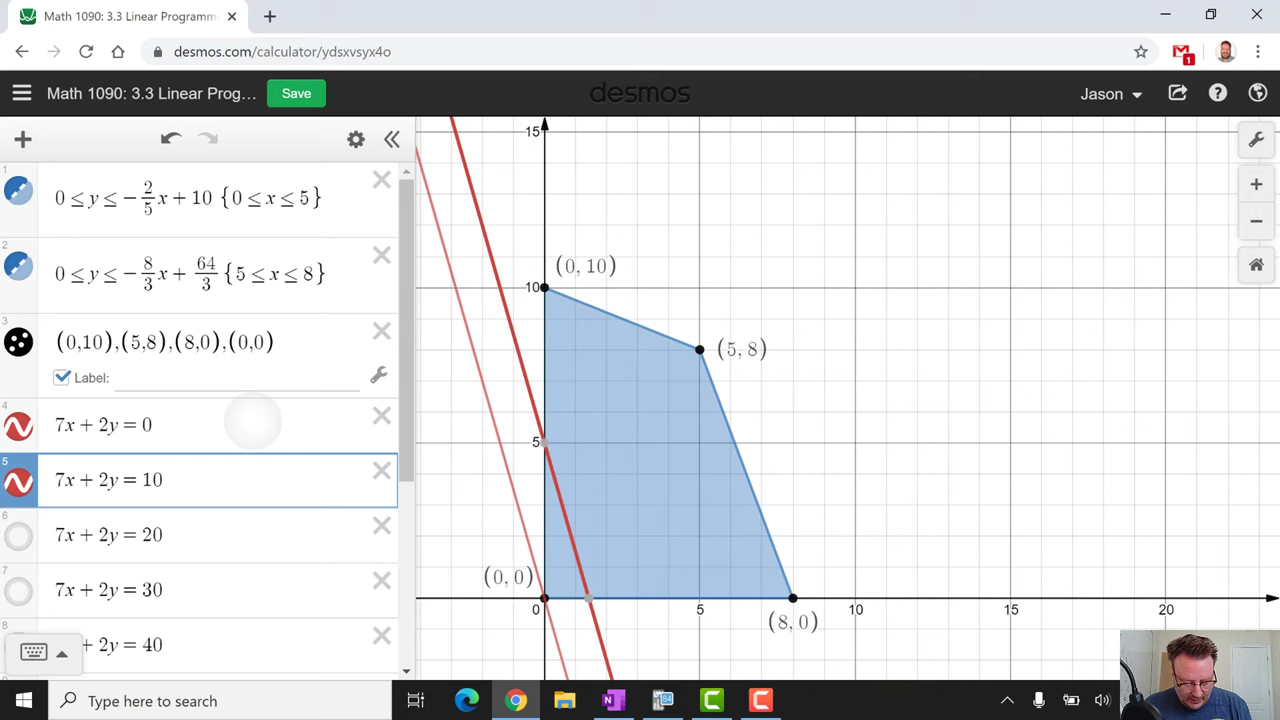 Math 1090: 3.3 Linear Programm
desmos.com/calculator/ydsxvsyx4o
1
Math 1090: 3.3 Linear Prog...
Save
desmos
Jason
1
0 ≤ y ≤ −2/5x + 10 {0 ≤ x ≤ 5}
2
0 ≤ y ≤ −8/3x + 64/3 {5 ≤ x ≤ 8}
3
(0,10),(5,8),(8,0),(0,0)
Label:
4
7x + 2y = 0
5
7x + 2y = 10
6
7x + 2y = 20
7
7x + 2y = 30
8
+ 2y = 40
15
(0, 10)
10
(5, 8)
5
(0, 0)
0
5
10
15
20
(8, 0)
Type here to search